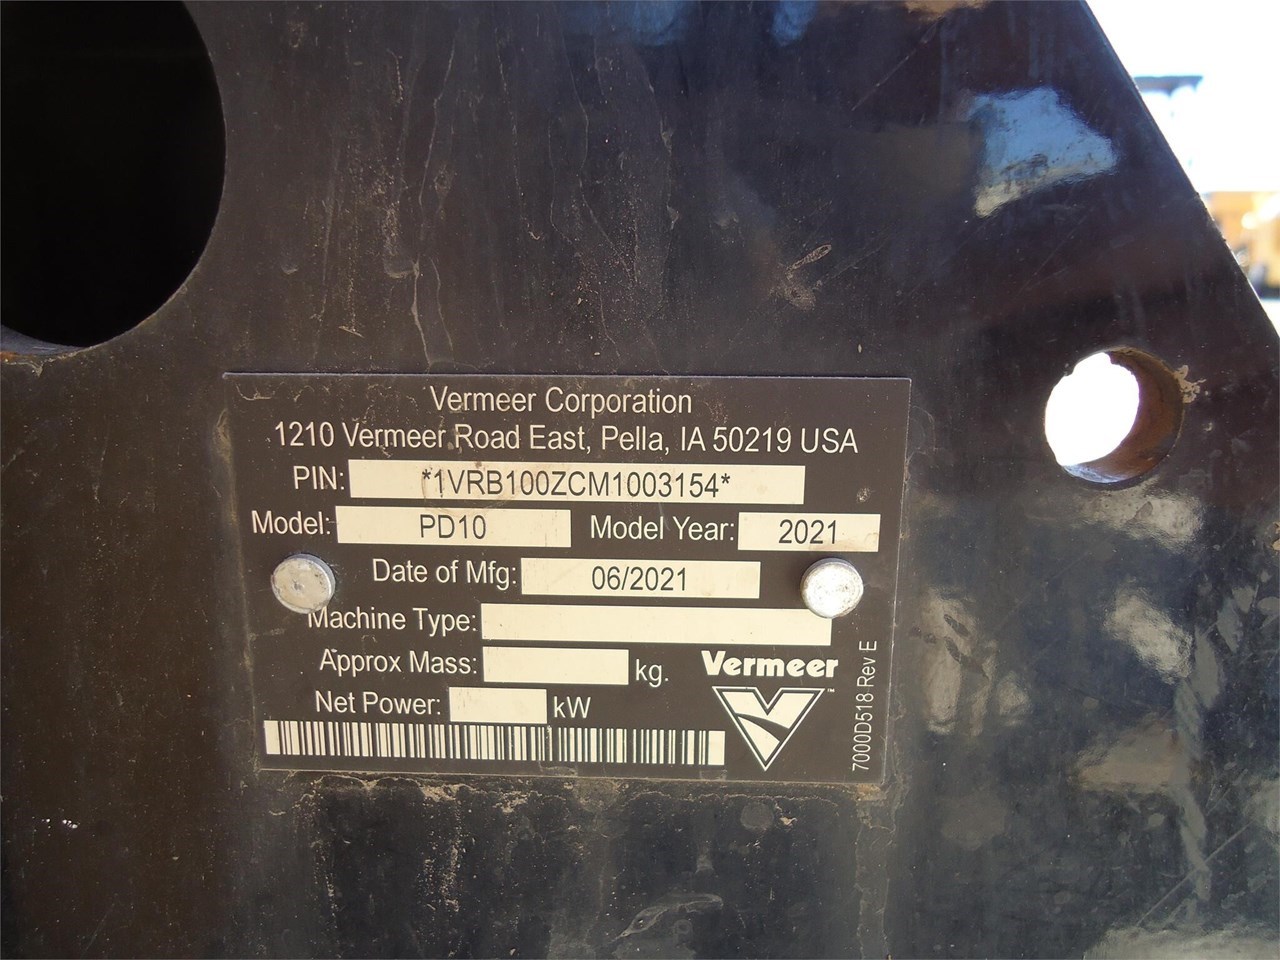 Vermeer Corporation
1210 Vermeer Road East, Pella, IA 50219 USA
PIN: *1VRB100ZCM1003154*
Model: PD10 Model Year: 2021
Date of Mfg: 06/2021
Machine Type:
Approx Mass: kg.
Net Power: kW
Vermeer
™
7000D518 Rev E